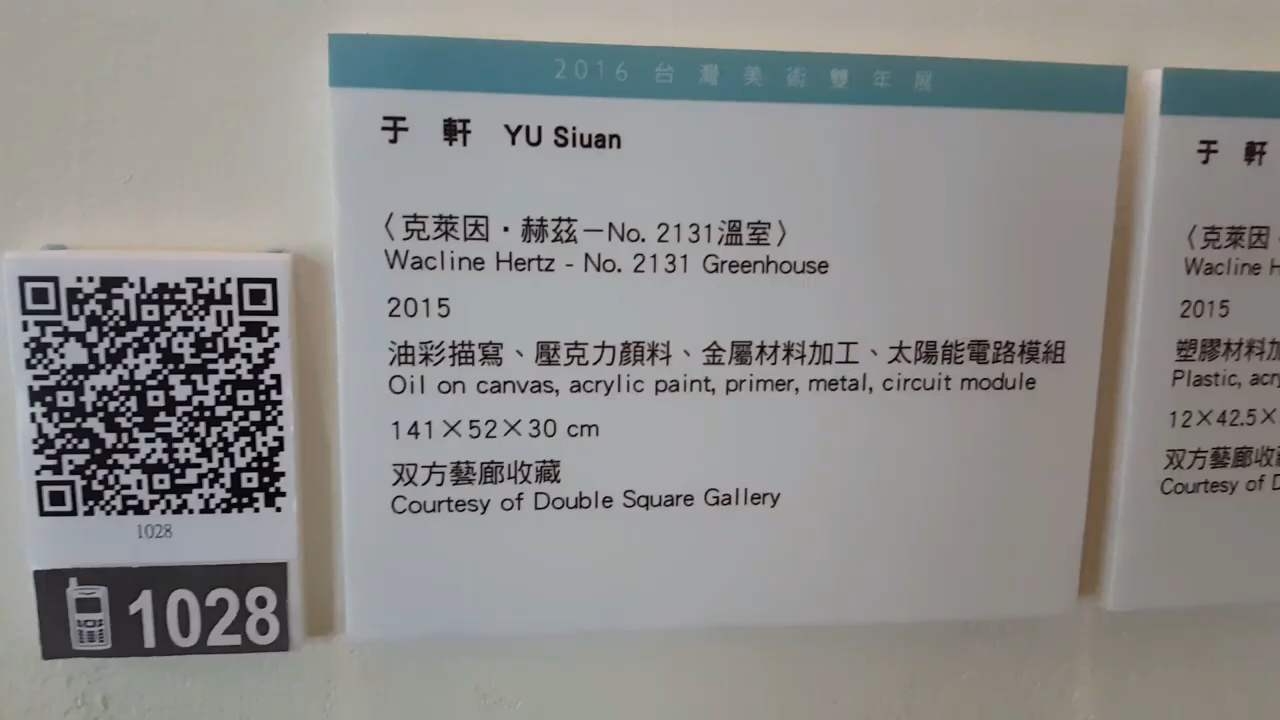 2016 台灣美術雙年展
于 軒 YU Siuan
〈克萊因·赫茲－No. 2131溫室〉
Wacline Hertz - No. 2131 Greenhouse
2015
油彩描寫、壓克力顏料、金屬材料加工、太陽能電路模組
Oil on canvas, acrylic paint, primer, metal, circuit module
141×52×30 cm
双方藝廊收藏
Courtesy of Double Square Gallery
1028
1028
于 軒
〈克萊因
Wacline
2015
塑膠材料
Plastic,
12×42.5×
双方藝廊
Courtesy of